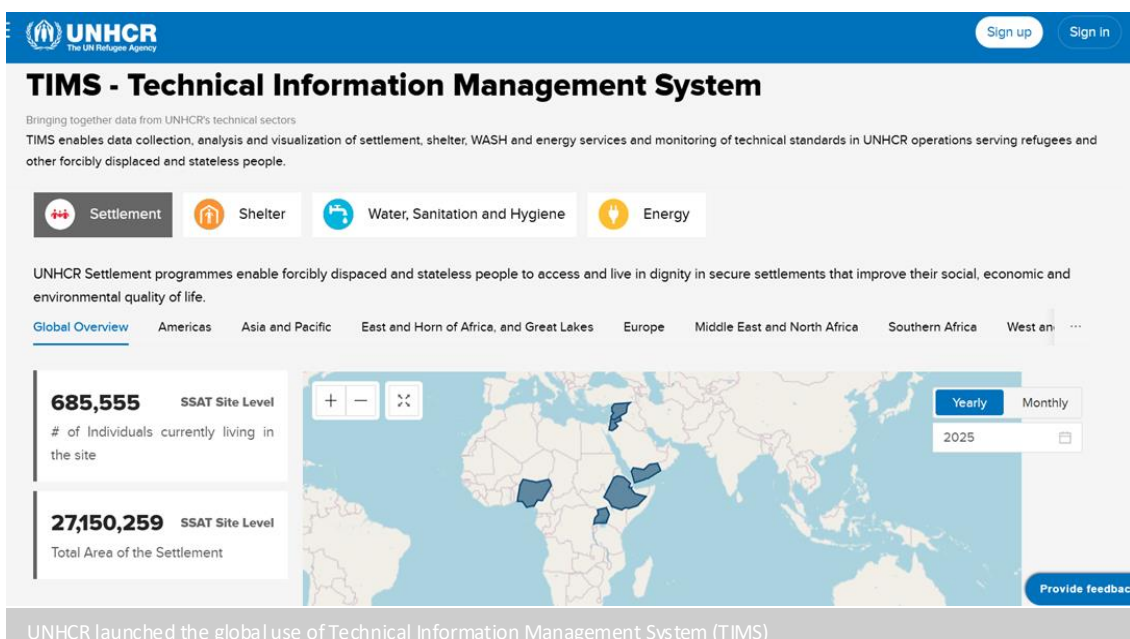 UNHCR
The UN Refugee Agency
Sign up
Sign in
TIMS - Technical Information Management System
Bringing together data from UNHCR's technical sectors
TIMS enables data collection, analysis and visualization of settlement, shelter, WASH and energy services and monitoring of technical standards in UNHCR operations serving refugees and
other forcibly displaced and stateless people.
Settlement
Shelter
Water, Sanitation and Hygiene
Energy
UNHCR Settlement programmes enable forcibly dispaced and stateless people to access and live in dignity in secure settlements that improve their social, economic and
environmental quality of life.
Global Overview
Americas
Asia and Pacific
East and Horn of Africa, and Great Lakes
Europe
Middle East and North Africa
Southern Africa
West an
...
685,555 SSAT Site Level
# of Individuals currently living in
the site
27,150,259 SSAT Site Level
Total Area of the Settlement
+ −
Yearly
Monthly
2025
Provide feedbac
UNHCR launched the global use of Technical Information Management System (TIMS)